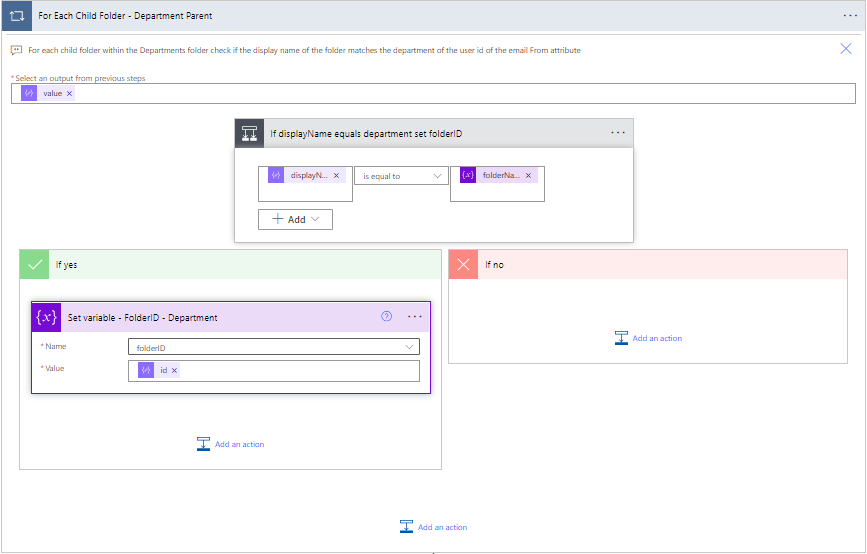 For Each Child Folder - Department Parent
For each child folder within the Departments folder check if the display name of the folder matches the department of the user id of the email From attribute
* Select an output from previous steps
value ×
If displayName equals department set folderID
displayN... ×
is equal to
{x} folderNa... ×
+ Add
If yes
If no
{x} Set variable - FolderID - Department
* Name
folderID
* Value
id ×
Add an action
Add an action
Add an action